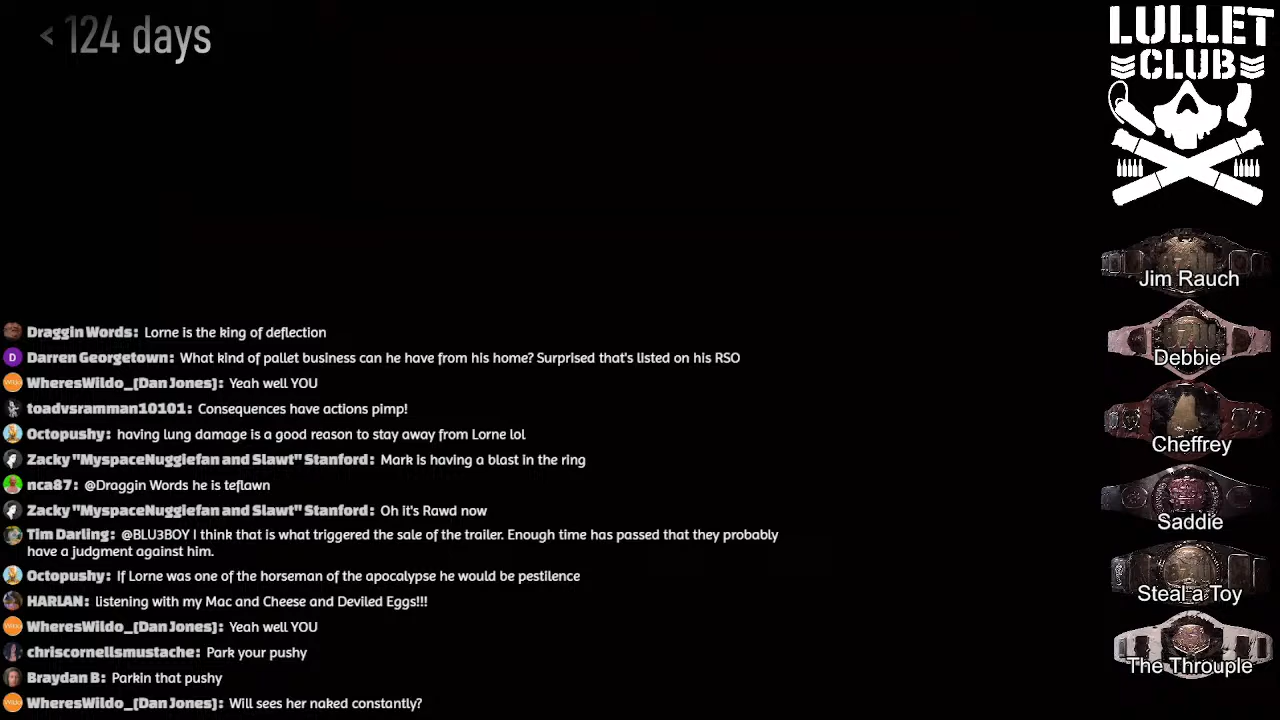 < 124 days
LULLET
CLUB
Jim Rauch
Debbie
Cheffrey
Saddie
Steal a Toy
The Throuple
Draggin Words: Lorne is the king of deflection
D Darren Georgetown: What kind of pallet business can he have from his home? Surprised that's listed on his RSO
WheresWildo_(Dan Jones): Yeah well YOU
toadvsramman10101: Consequences have actions pimp!
Octopushy: having lung damage is a good reason to stay away from Lorne lol
Zacky "MyspaceNuggiefan and Slawt" Stanford: Mark is having a blast in the ring
nca87: @Draggin Words he is teflawn
Zacky "MyspaceNuggiefan and Slawt" Stanford: Oh it's Rawd now
Tim Darling: @BLU3BOY I think that is what triggered the sale of the trailer. Enough time has passed that they probably
have a judgment against him.
Octopushy: If Lorne was one of the horseman of the apocalypse he would be pestilence
HARLAN: listening with my Mac and Cheese and Deviled Eggs!!!
WheresWildo_(Dan Jones): Yeah well YOU
chriscornellsmustache: Park your pushy
Braydan B: Parkin that pushy
WheresWildo_(Dan Jones): Will sees her naked constantly?